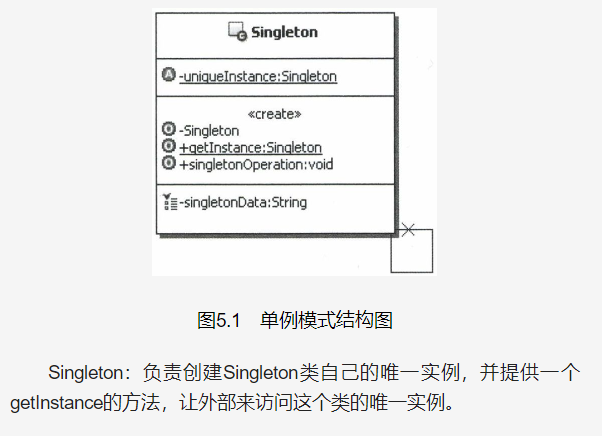 Singleton
-uniqueInstance:Singleton
«create»
-Singleton
+getInstance:Singleton
+singletonOperation:void
-singletonData:String
图5.1 单例模式结构图
Singleton：负责创建Singleton类自己的唯一实例，并提供一个
getInstance的方法，让外部来访问这个类的唯一实例。